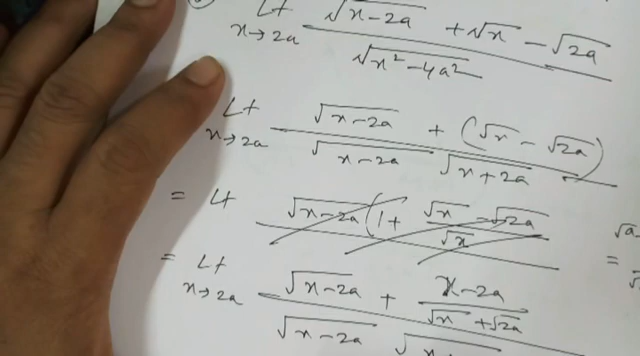 Lt x→2a (√(x-2a) + √x - √(2a)) / √(x²-4a²)
Lt x→2a (√(x-2a) + (√x - √(2a))) / (√(x-2a) √(x+2a))
= Lt √(x-2a) (1 + (√x - √(2a)) / √x
= Lt x→2a (√(x-2a) + (x-2a) / (√x + √(2a))) / (√(x-2a)
=